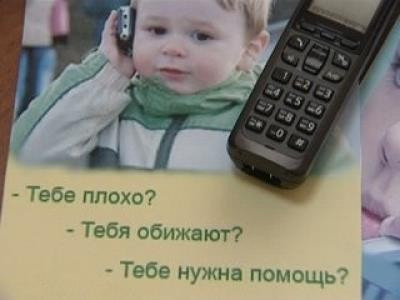 - Тебе плохо?
- Тебя обижают?
- Тебе нужна помощь?